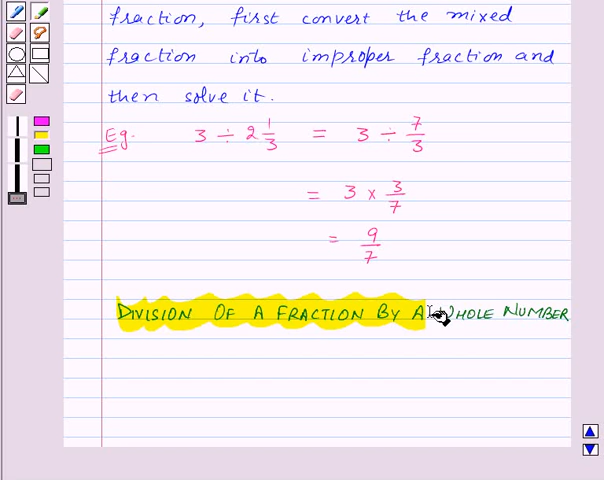 fraction, first convert the mixed
fraction into improper fraction and
then solve it.
Eg. 3 ÷ 2 1/3 = 3 ÷ 7/3
= 3 × 3/7
= 9/7
DIVISION OF A FRACTION BY A WHOLE NUMBER